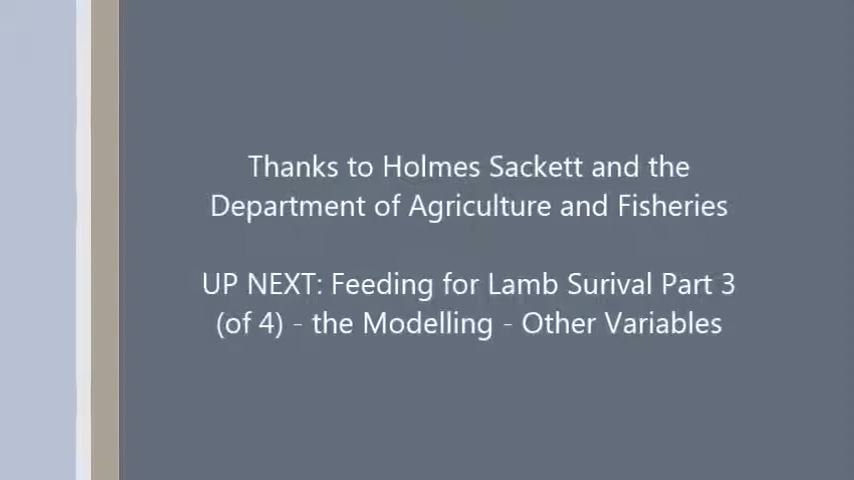 Thanks to Holmes Sackett and the
Department of Agriculture and Fisheries
UP NEXT: Feeding for Lamb Surival Part 3
(of 4) - the Modelling - Other Variables